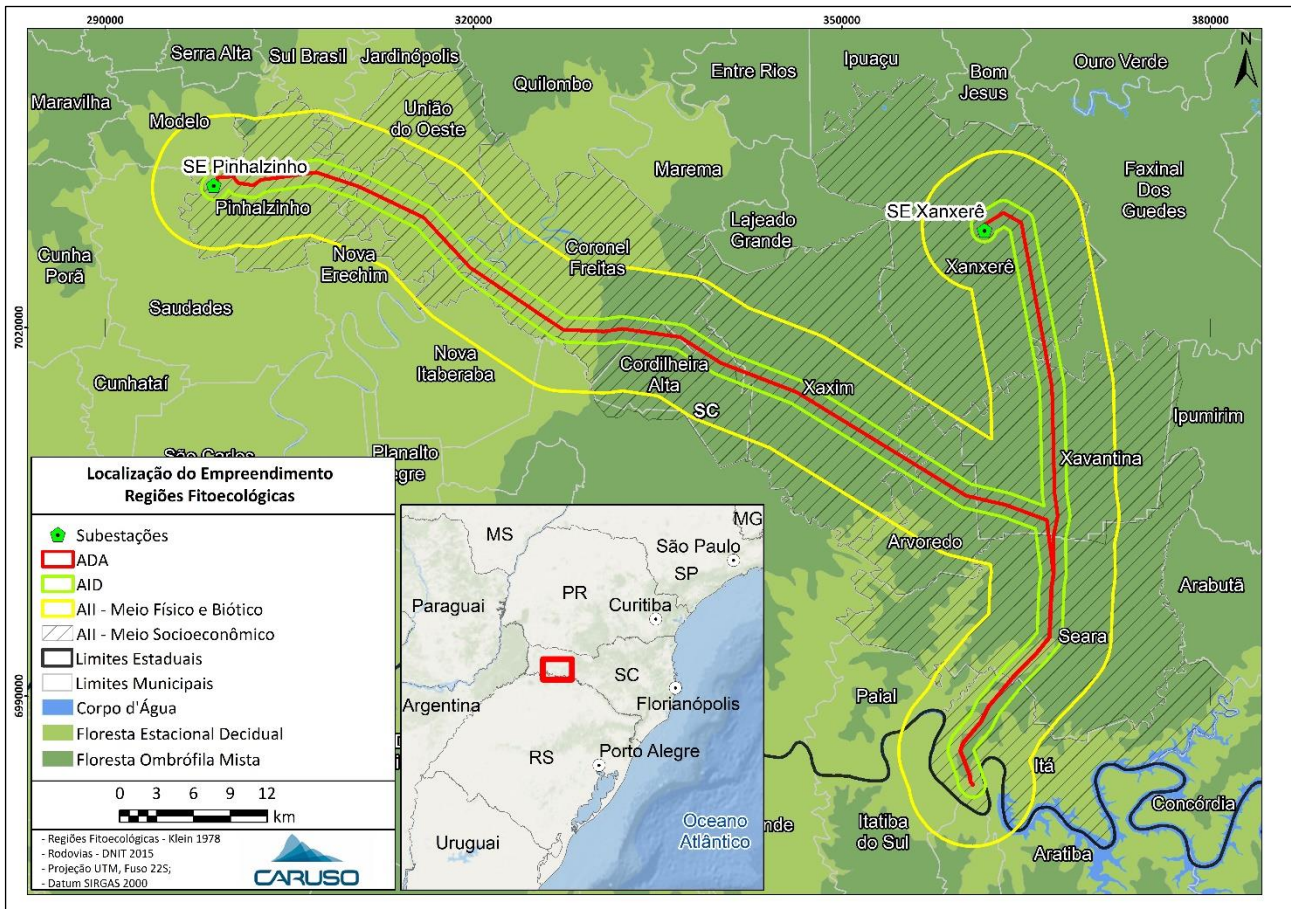 290000
320000
350000
380000
7020000
6990000
N
Serra Alta
Sul Brasil
Jardinópolis
Quilombo
Entre Rios
Ipuaçu
Bom
Jesus
Ouro Verde
Maravilha
Modelo
União
do Oeste
Marema
Faxinal
Dos
Guedes
SE Pinhalzinho
Pinhalzinho
Lajeado
Grande
SE Xanxerê
Xanxerê
Cunha
Porã
Nova
Erechim
Coronel
Freitas
Saudades
Nova
Itaberaba
Cordilheira
Alta
Xaxim
SC
Cunhataí
Ipumirim
Xavantina
São Carlos
Planalto
egre
Arvoredo
Arabutã
Seara
Paial
Itá
Concórdia
Itatiba
do Sul
Aratiba
nde
Localização do Empreendimento
Regiões Fitoecológicas
Subestações
ADA
AID
AII - Meio Físico e Biótico
AII - Meio Socioeconômico
Limites Estaduais
Limites Municipais
Corpo d'Água
Floresta Estacional Decidual
Floresta Ombrófila Mista
0 3 6 9 12
km
- Regiões Fitoecológicas - Klein 1978
- Rodovias - DNIT 2015
- Projeção UTM, Fuso 22S;
- Datum SIRGAS 2000
CARUSO
MS
MG
São Paulo
SP
PR
Paraguai
Curitiba
SC
Florianópolis
Argentina
RS
Porto Alegre
Oceano
Atlântico
Uruguai